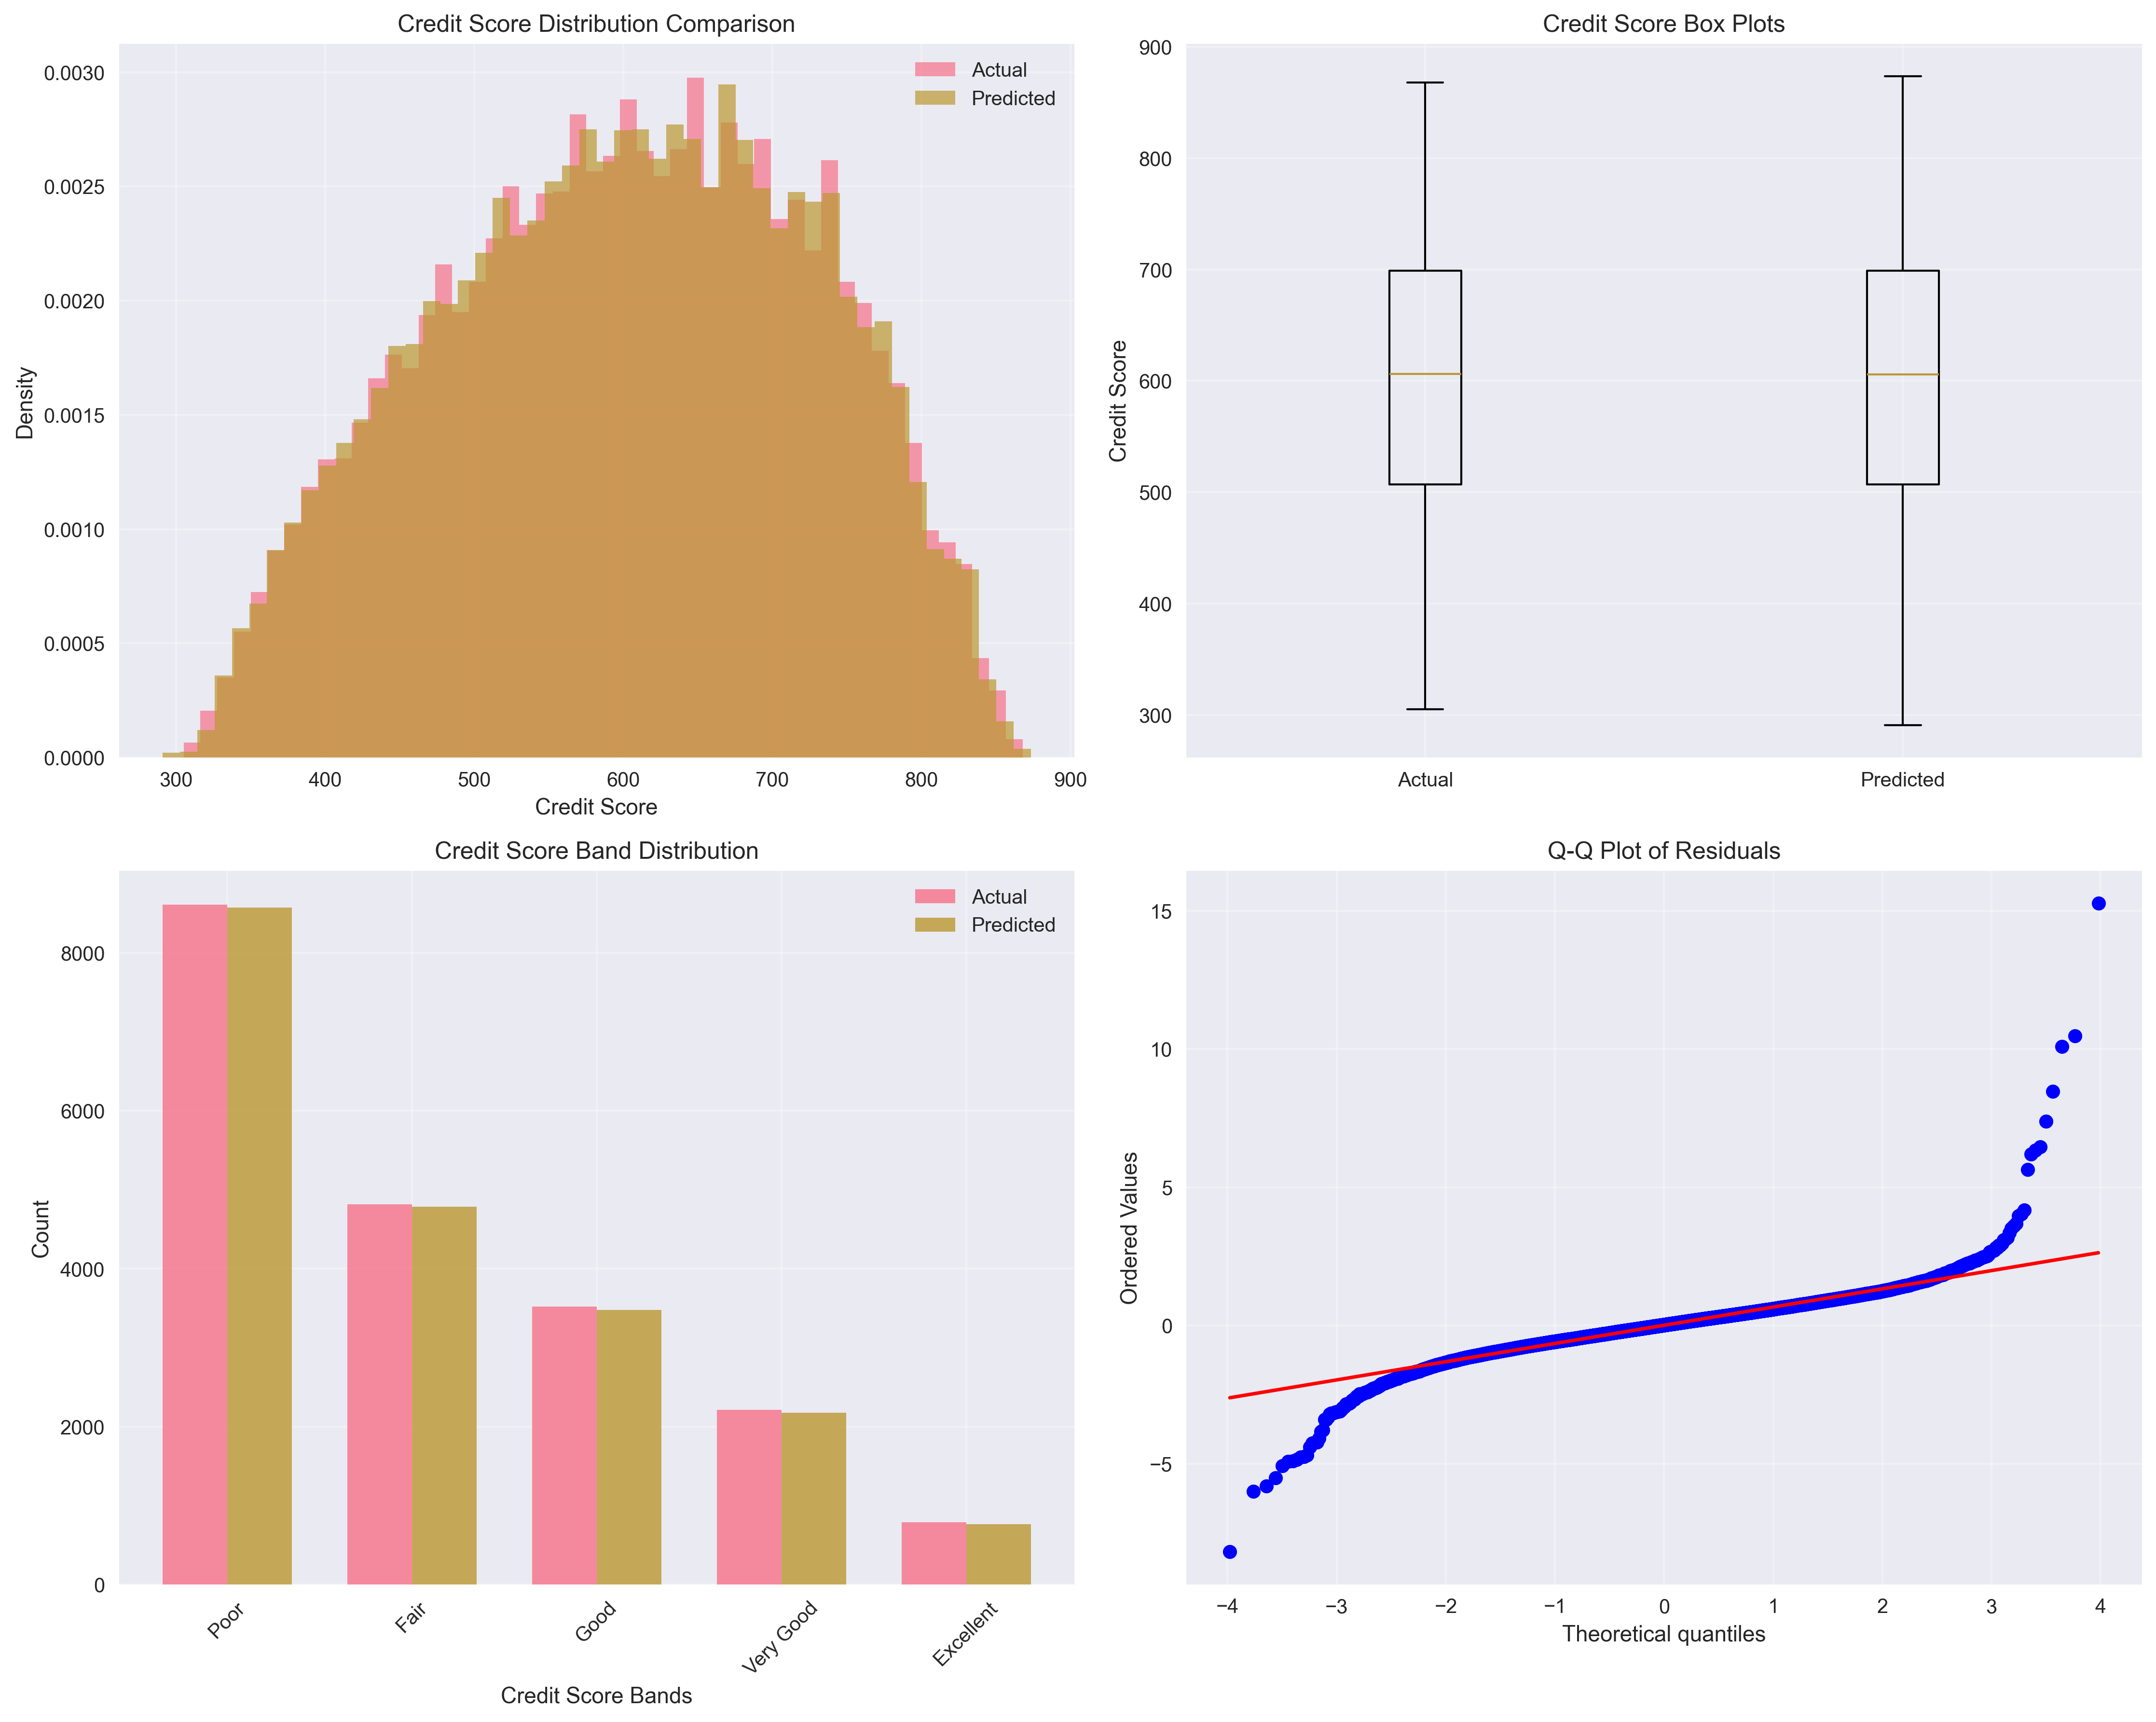 Credit Score Distribution Comparison
Actual
Predicted
0.0030
0.0025
0.0020
0.0015
0.0010
0.0005
0.0000
Density
300 400 500 600 700 800 900
Credit Score
Credit Score Box Plots
900
800
700
600
500
400
300
Credit Score
Actual Predicted
Credit Score Band Distribution
Actual
Predicted
8000
6000
4000
2000
0
Count
Poor Fair Good Very Good Excellent
Credit Score Bands
Q-Q Plot of Residuals
15
10
5
0
−5
Ordered Values
−4 −3 −2 −1 0 1 2 3 4
Theoretical quantiles